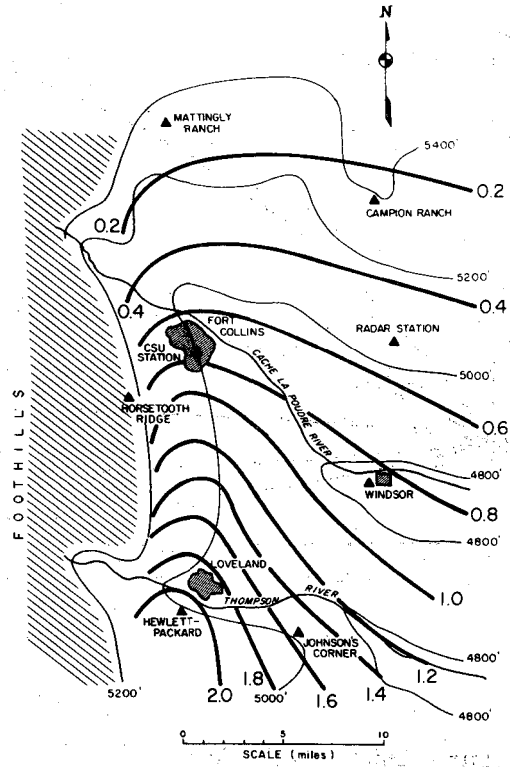 N
MATTINGLY
RANCH
5400'
0.2
CAMPION RANCH
0.2
5200'
0.4
0.4
FORT
COLLINS
RADAR STATION
CSU
STATION
5000'
CACHE LA POUDRE RIVER
HORSETOOTH
RIDGE
0.6
FOOTHILLS
4800'
WINDSOR
0.8
4800'
LOVELAND
1.0
THOMPSON
RIVER
HEWLETT-
PACKARD
JOHNSON'S
CORNER
4800'
1.2
1.4
1.6
1.8
5000'
2.0
5200'
4800'
0 5 10
SCALE (miles)